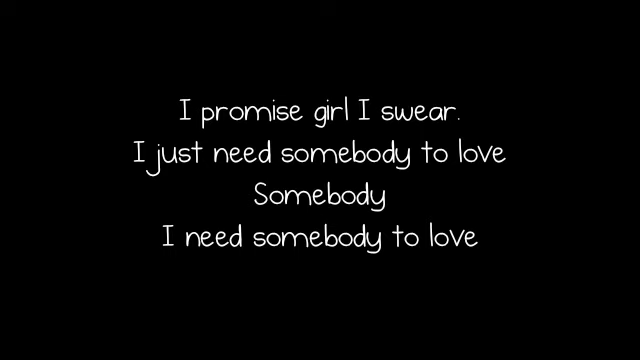 I promise girl I swear.
I just need somebody to love
Somebody
I need somebody to love